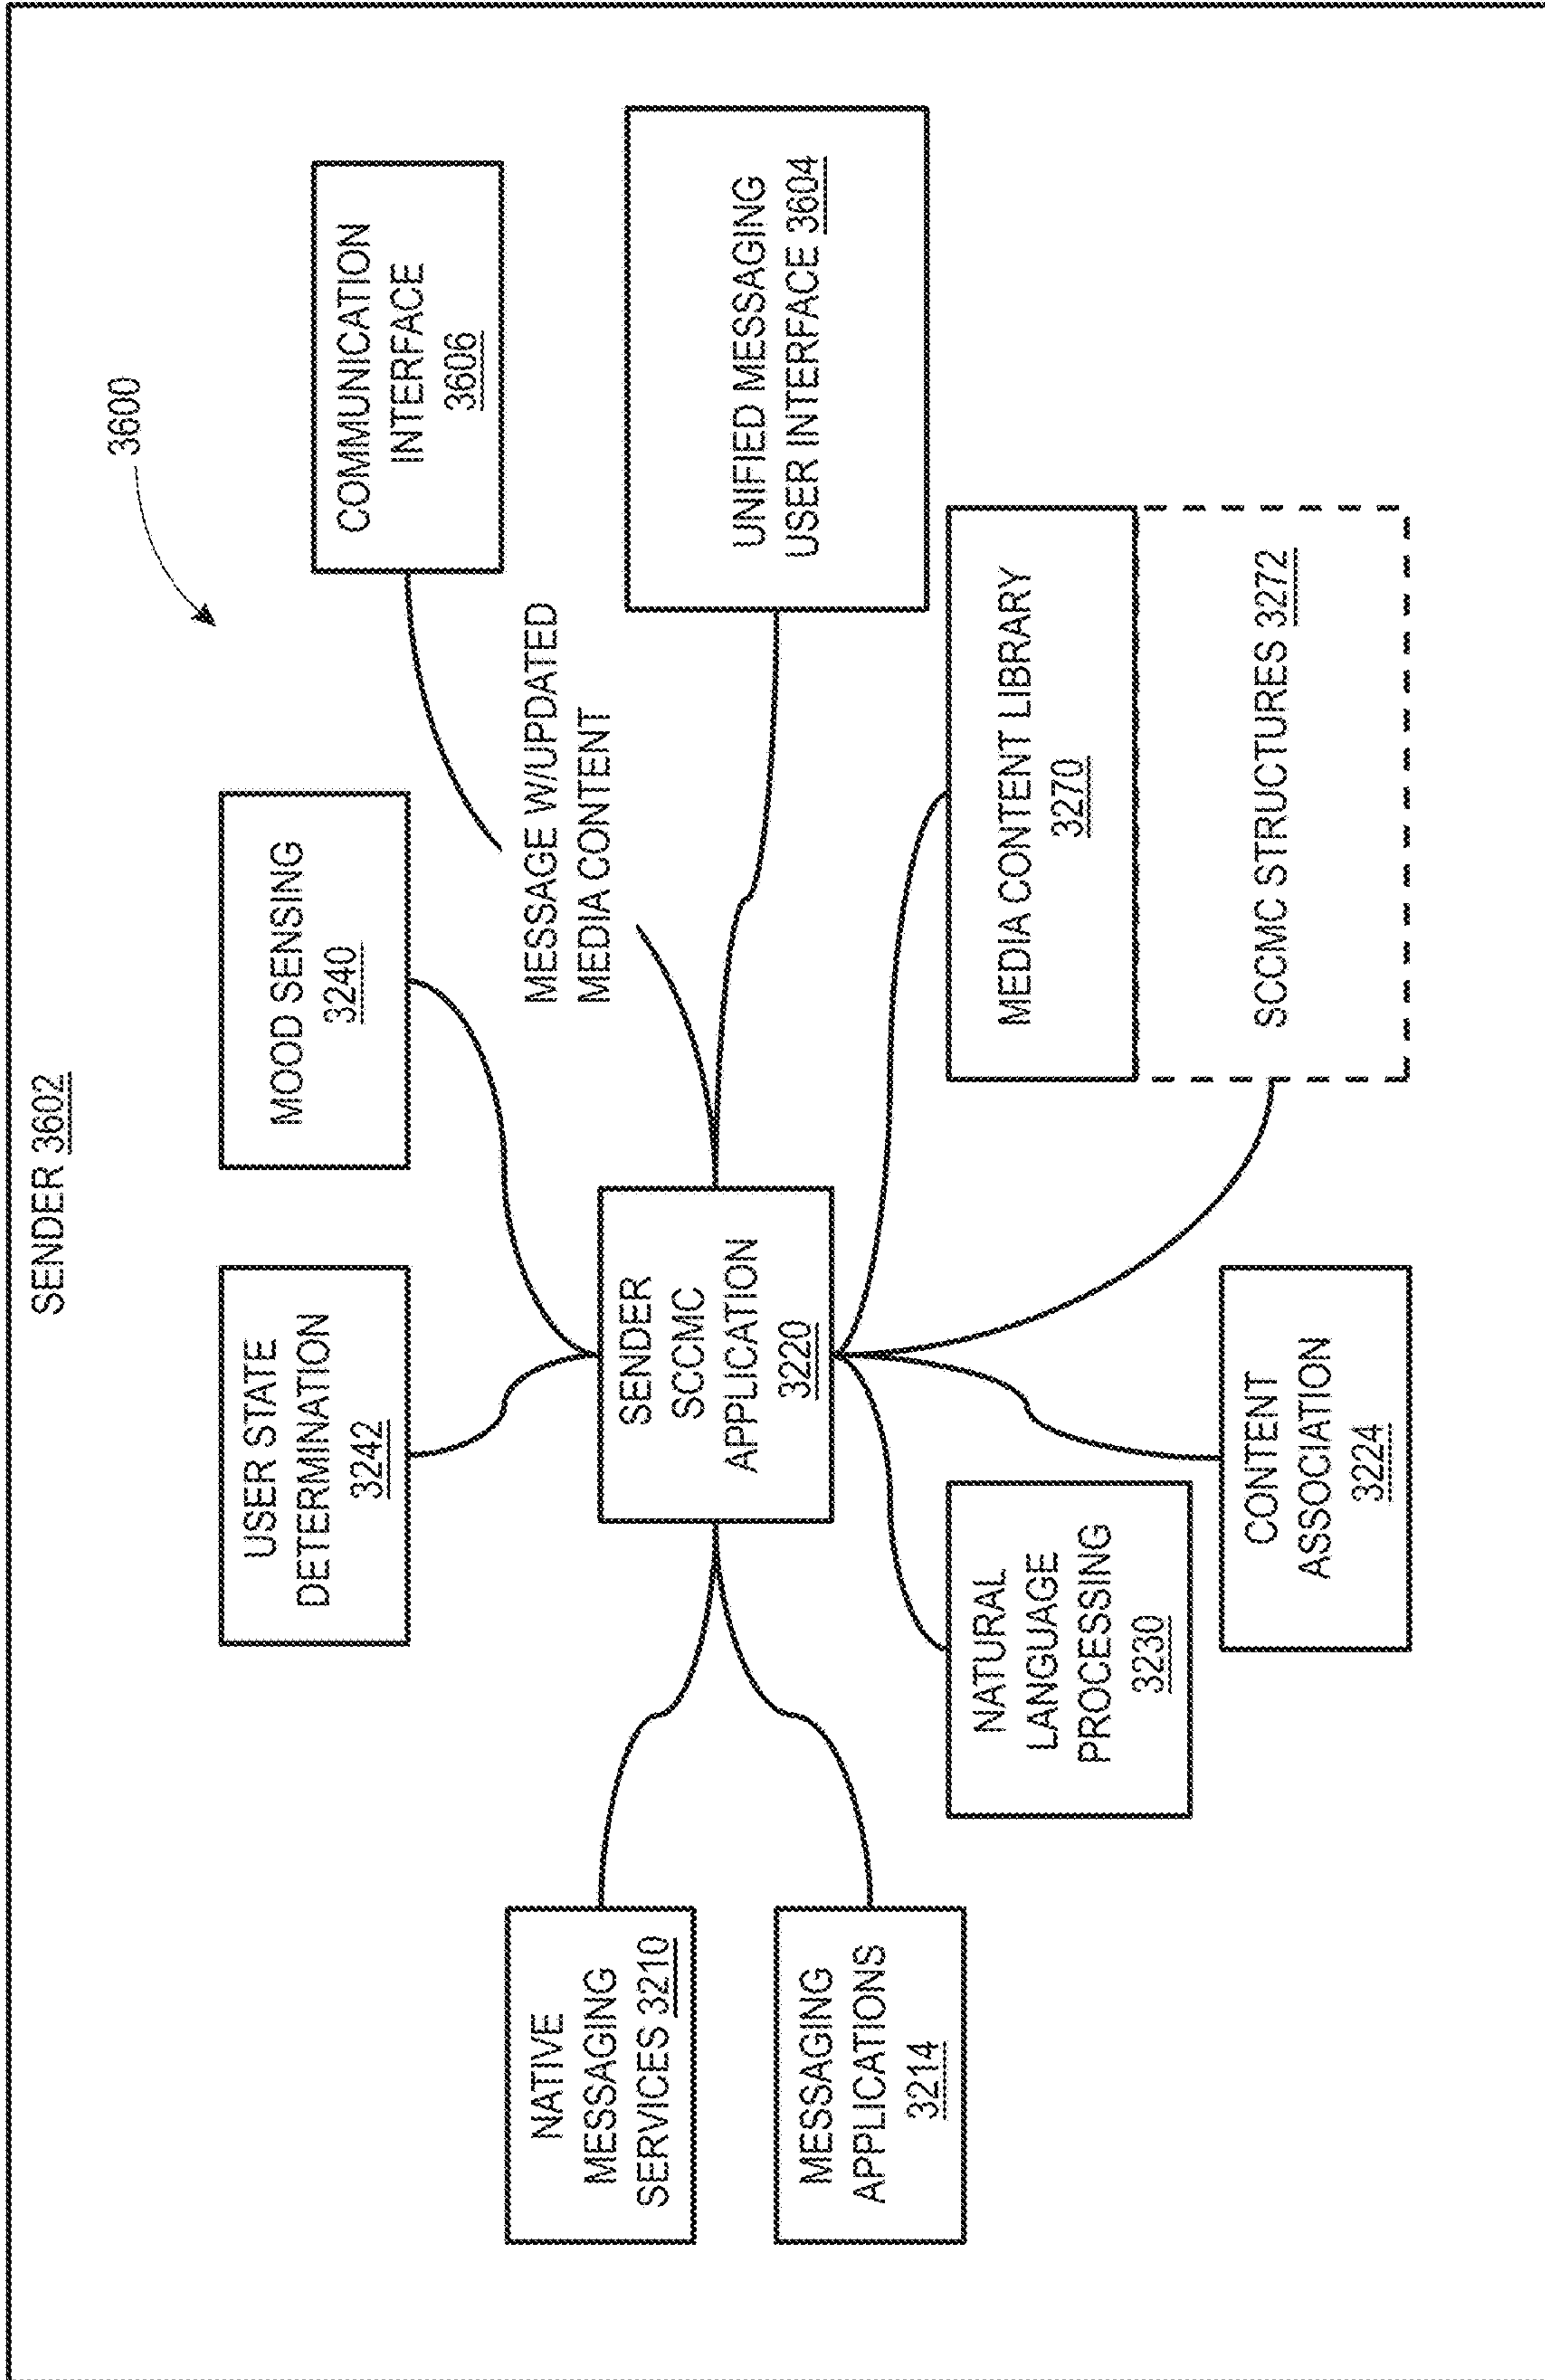 SENDER 3602
3600
USER STATE
DETERMINATION
3242
MOOD SENSING
3240
COMMUNICATION
INTERFACE
3606
NATIVE
MESSAGING
SERVICES 3210
MESSAGING
APPLICATIONS
3214
SENDER
SCCMC
APPLICATION
3220
MESSAGE W/UPDATED
MEDIA CONTENT
UNIFIED MESSAGING
USER INTERFACE 3604
NATURAL
LANGUAGE
PROCESSING
3230
CONTENT
ASSOCIATION
3224
MEDIA CONTENT LIBRARY
3270
SCCMC STRUCTURES 3272